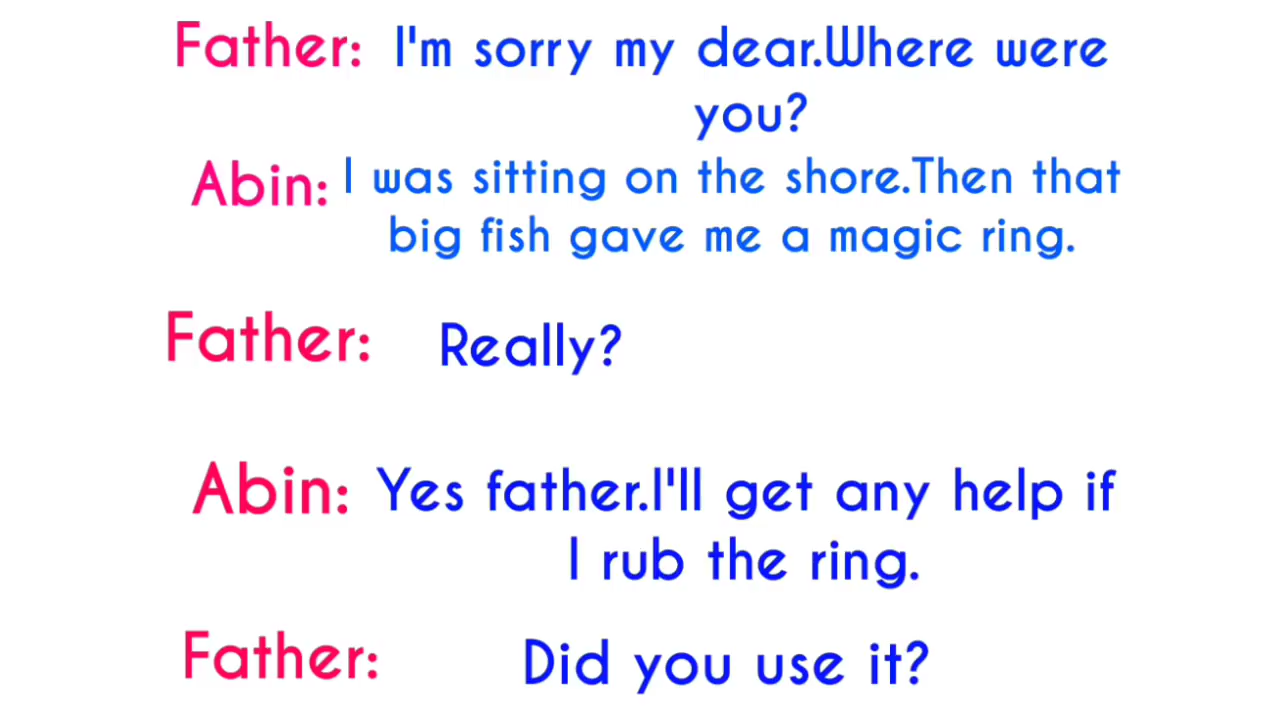 Father: I'm sorry my dear.Where were
you?
Abin: I was sitting on the shore.Then that
big fish gave me a magic ring.
Father: Really?
Abin: Yes father.I'll get any help if
I rub the ring.
Father: Did you use it?